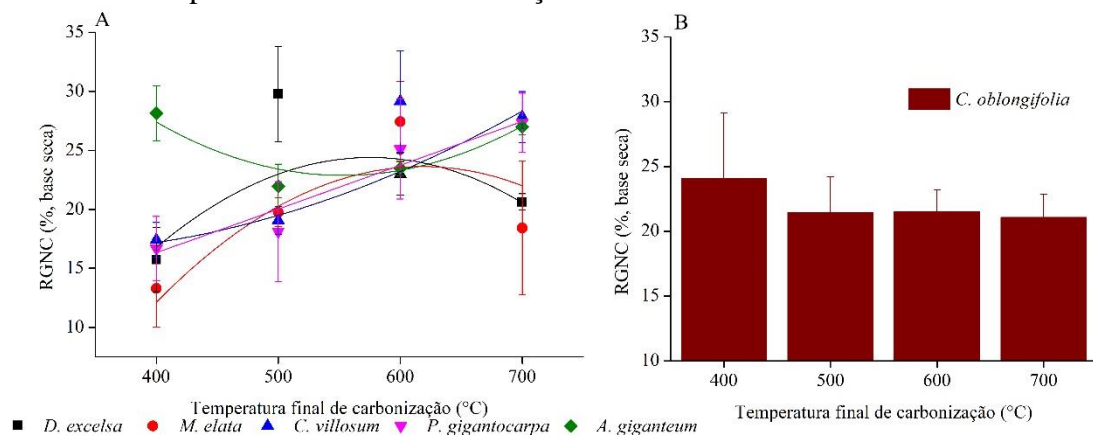 A
RGNC (%, base seca)
35
30
25
20
15
10
400 500 600 700
Temperatura final de carbonização (°C)
D. excelsa M. elata C. villosum P. gigantocarpa A. giganteum
B
RGNC (%, base seca)
35
30
25
20
15
10
C. oblongifolia
400 500 600 700
Temperatura final de carbonização (°C)